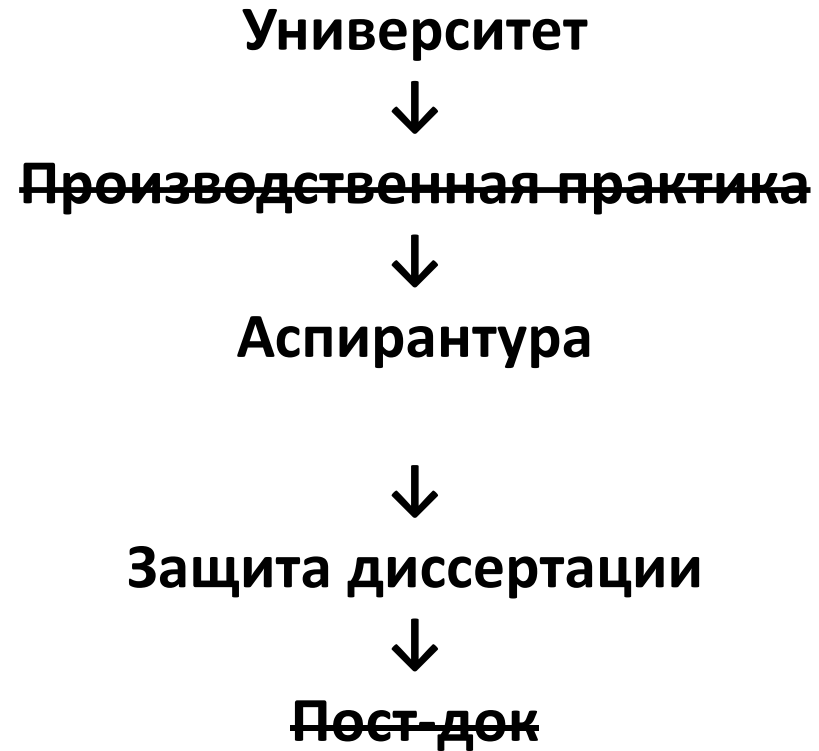 Университет
↓
Производственная практика
↓
Аспирантура
↓
Защита диссертации
↓
Пост-док